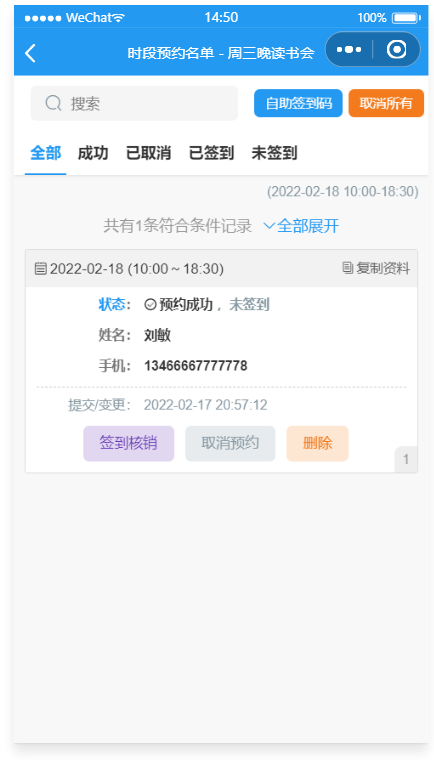 WeChat 14:50 100%
时段预约名单 - 周三晚读书会
搜索 自助签到码 取消所有
全部 成功 已取消 已签到 未签到
(2022-02-18 10:00-18:30)
共有1条符合条件记录 全部展开
2022-02-18 (10:00～18:30) 复制资料
状态： 预约成功，未签到
姓名： 刘敏
手机： 13466667777778
提交/变更： 2022-02-17 20:57:12
签到核销 取消预约 删除
1